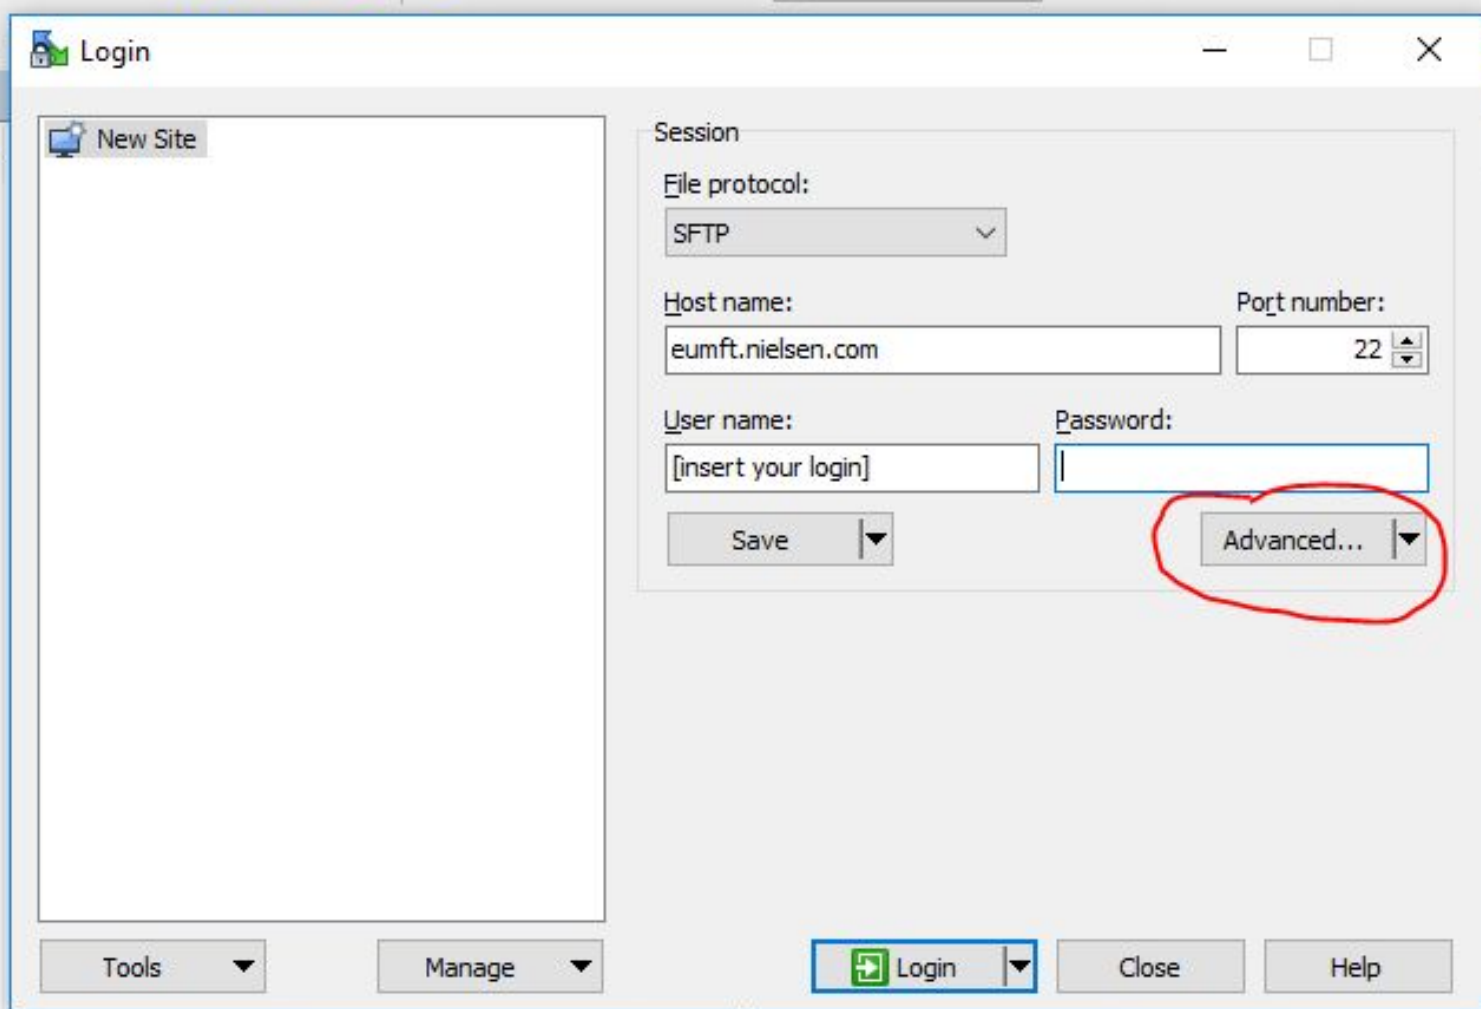 Login
New Site
Session
File protocol:
SFTP
Host name:
Port number:
eumft.nielsen.com
22
User name:
Password:
[insert your login]
Save
Advanced...
Tools
Manage
Login
Close
Help